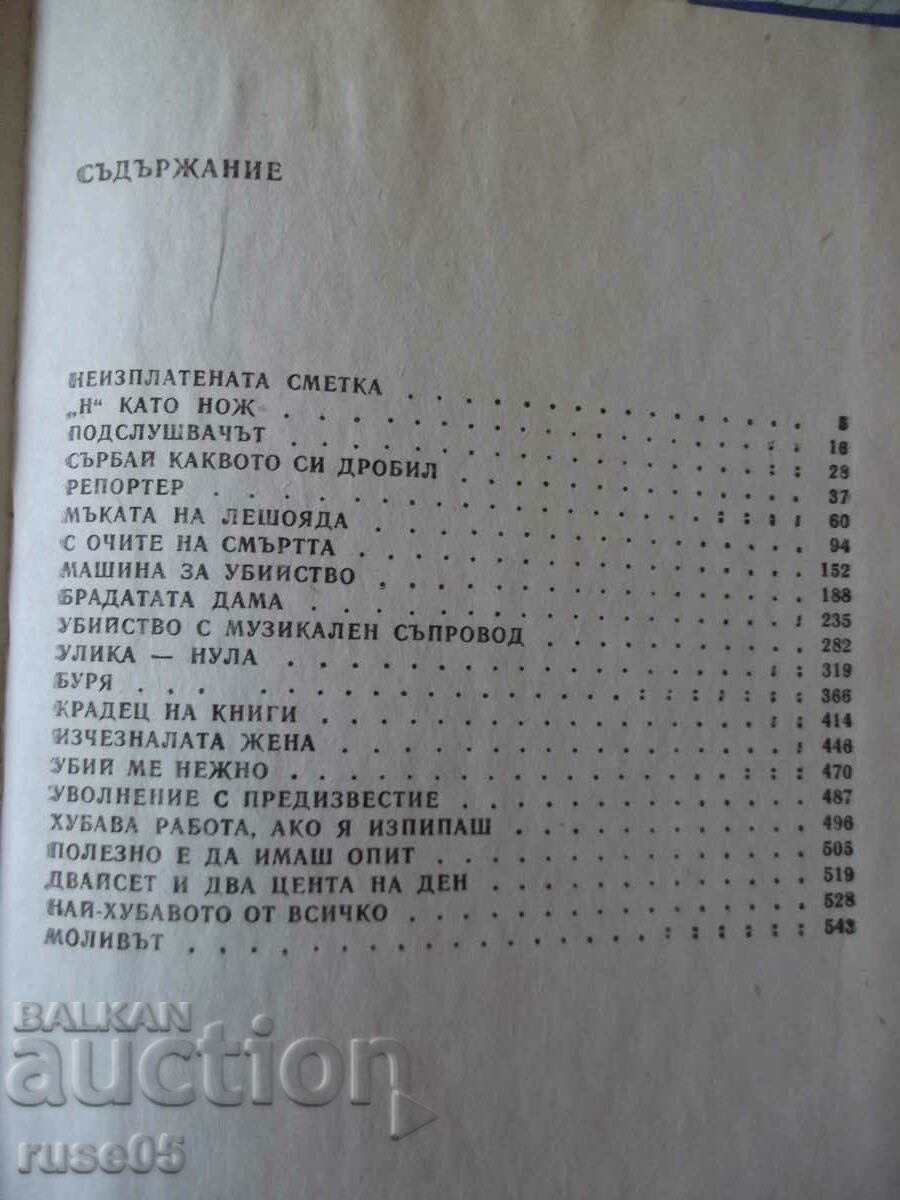 СЪДЪРЖАНИЕ
НЕИЗПЛАТЕНАТА СМЕТКА . . . . . . . . . . . . . . 5
„Н“ КАТО НОЖ . . . . . . . . . . . . . . . . . 16
ПОДСЛУШВАЧЪТ . . . . . . . . . . . . . . . . . 28
СЪРБАЙ КАКВОТО СИ ДРОБИЛ . . . . . . . . . . . . 37
РЕПОРТЕР . . . . . . . . . . . . . . . . . . . 60
МЪКАТА НА ЛЕШОЯДА . . . . . . . . . . . . . . . 94
С ОЧИТЕ НА СМЪРТТА . . . . . . . . . . . . . . . 152
МАШИНА ЗА УБИЙСТВО . . . . . . . . . . . . . . . 188
БРАДАТАТА ДАМА . . . . . . . . . . . . . . . . 235
УБИЙСТВО С МУЗИКАЛЕН СЪПРОВОД . . . . . . . . . . 282
УЛИКА — НУЛА . . . . . . . . . . . . . . . . . 319
БУРЯ . . . . . . . . . . . . . . . . . . . . . 366
КРАДЕЦ НА КНИГИ . . . . . . . . . . . . . . . . 414
ИЗЧЕЗНАЛАТА ЖЕНА . . . . . . . . . . . . . . . . 446
УБИЙ МЕ НЕЖНО . . . . . . . . . . . . . . . . . 470
УВОЛНЕНИЕ С ПРЕДИЗВЕСТИЕ . . . . . . . . . . . . 487
ХУБАВА РАБОТА, АКО Я ИЗПИПАШ . . . . . . . . . . 496
ПОЛЕЗНО Е ДА ИМАШ ОПИТ . . . . . . . . . . . . . 505
ДВАЙСЕТ И ДВА ЦЕНТА НА ДЕН . . . . . . . . . . . 519
НАЙ-ХУБАВОТО ОТ ВСИЧКО . . . . . . . . . . . . . 528
МОЛИВЪТ . . . . . . . . . . . . . . . . . . . . 543
BALKAN
auction
ruse05